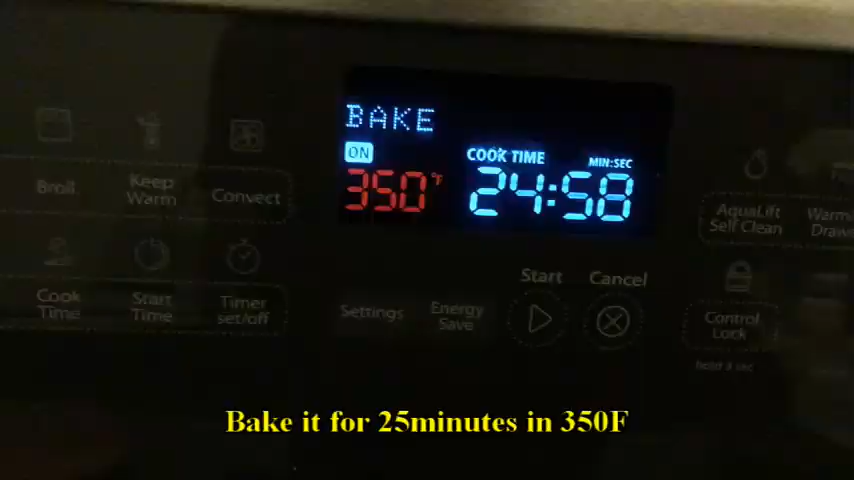 BAKE
ON
COOK TIME MIN:SEC
350°F 24:58
Broil
Keep
Warm
Convect
AquaLift
Self Clean
Warm
Cook
Time
Start
Time
Timer
set/off
Settings
Energy
Save
Start
Cancel
Control
Lock
hold 3 sec
Bake it for 25minutes in 350F